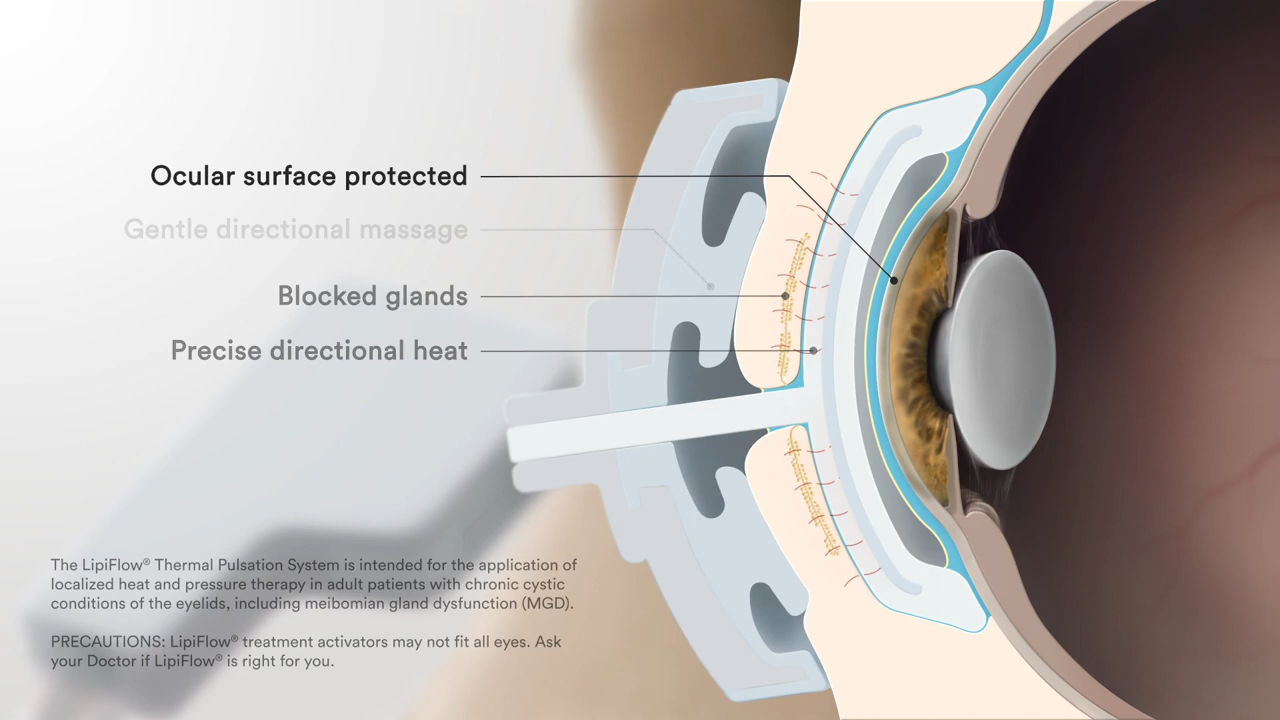 Ocular surface protected
Gentle directional massage
Blocked glands
Precise directional heat
The LipiFlow® Thermal Pulsation System is intended for the application of
localized heat and pressure therapy in adult patients with chronic cystic
conditions of the eyelids, including meibomian gland dysfunction (MGD).
PRECAUTIONS: LipiFlow® treatment activators may not fit all eyes. Ask
your Doctor if LipiFlow® is right for you.